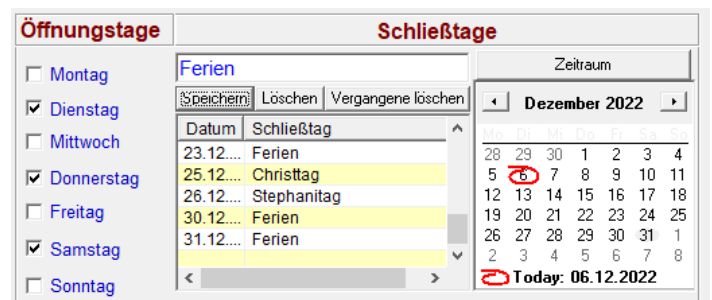 Öffnungstage
Schließtage
Montag
Dienstag
Mittwoch
Donnerstag
Freitag
Samstag
Sonntag
Ferien
Speichern Löschen Vergangene löschen
Datum Schließtag
23.12.... Ferien
25.12.... Christtag
26.12.... Stephanitag
30.12.... Ferien
31.12.... Ferien
Zeitraum
Dezember 2022
Mo Di Mi Do Fr Sa So
28 29 30 1 2 3 4
5 6 7 8 9 10 11
12 13 14 15 16 17 18
19 20 21 22 23 24 25
26 27 28 29 30 31 1
2 3 4 5 6 7 8
Today: 06.12.2022